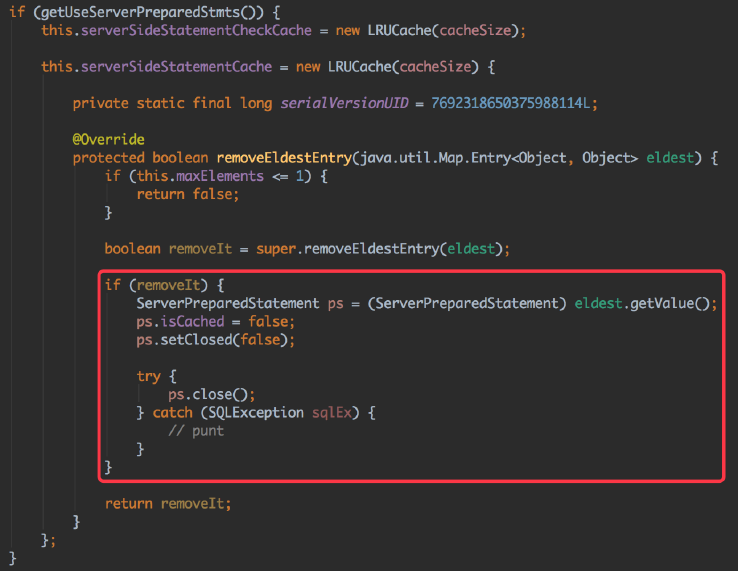 if (getUseServerPreparedStmts()) {
this.serverSideStatementCheckCache = new LRUCache(cacheSize);
this.serverSideStatementCache = new LRUCache(cacheSize) {
private static final long serialVersionUID = 7692318650375988114L;
@Override
protected boolean removeEldestEntry(java.util.Map.Entry<Object, Object> eldest) {
if (this.maxElements <= 1) {
return false;
}
boolean removeIt = super.removeEldestEntry(eldest);
if (removeIt) {
ServerPreparedStatement ps = (ServerPreparedStatement) eldest.getValue();
ps.isCached = false;
ps.setClosed(false);
try {
ps.close();
} catch (SQLException sqlEx) {
// punt
}
}
return removeIt;
}
};
}